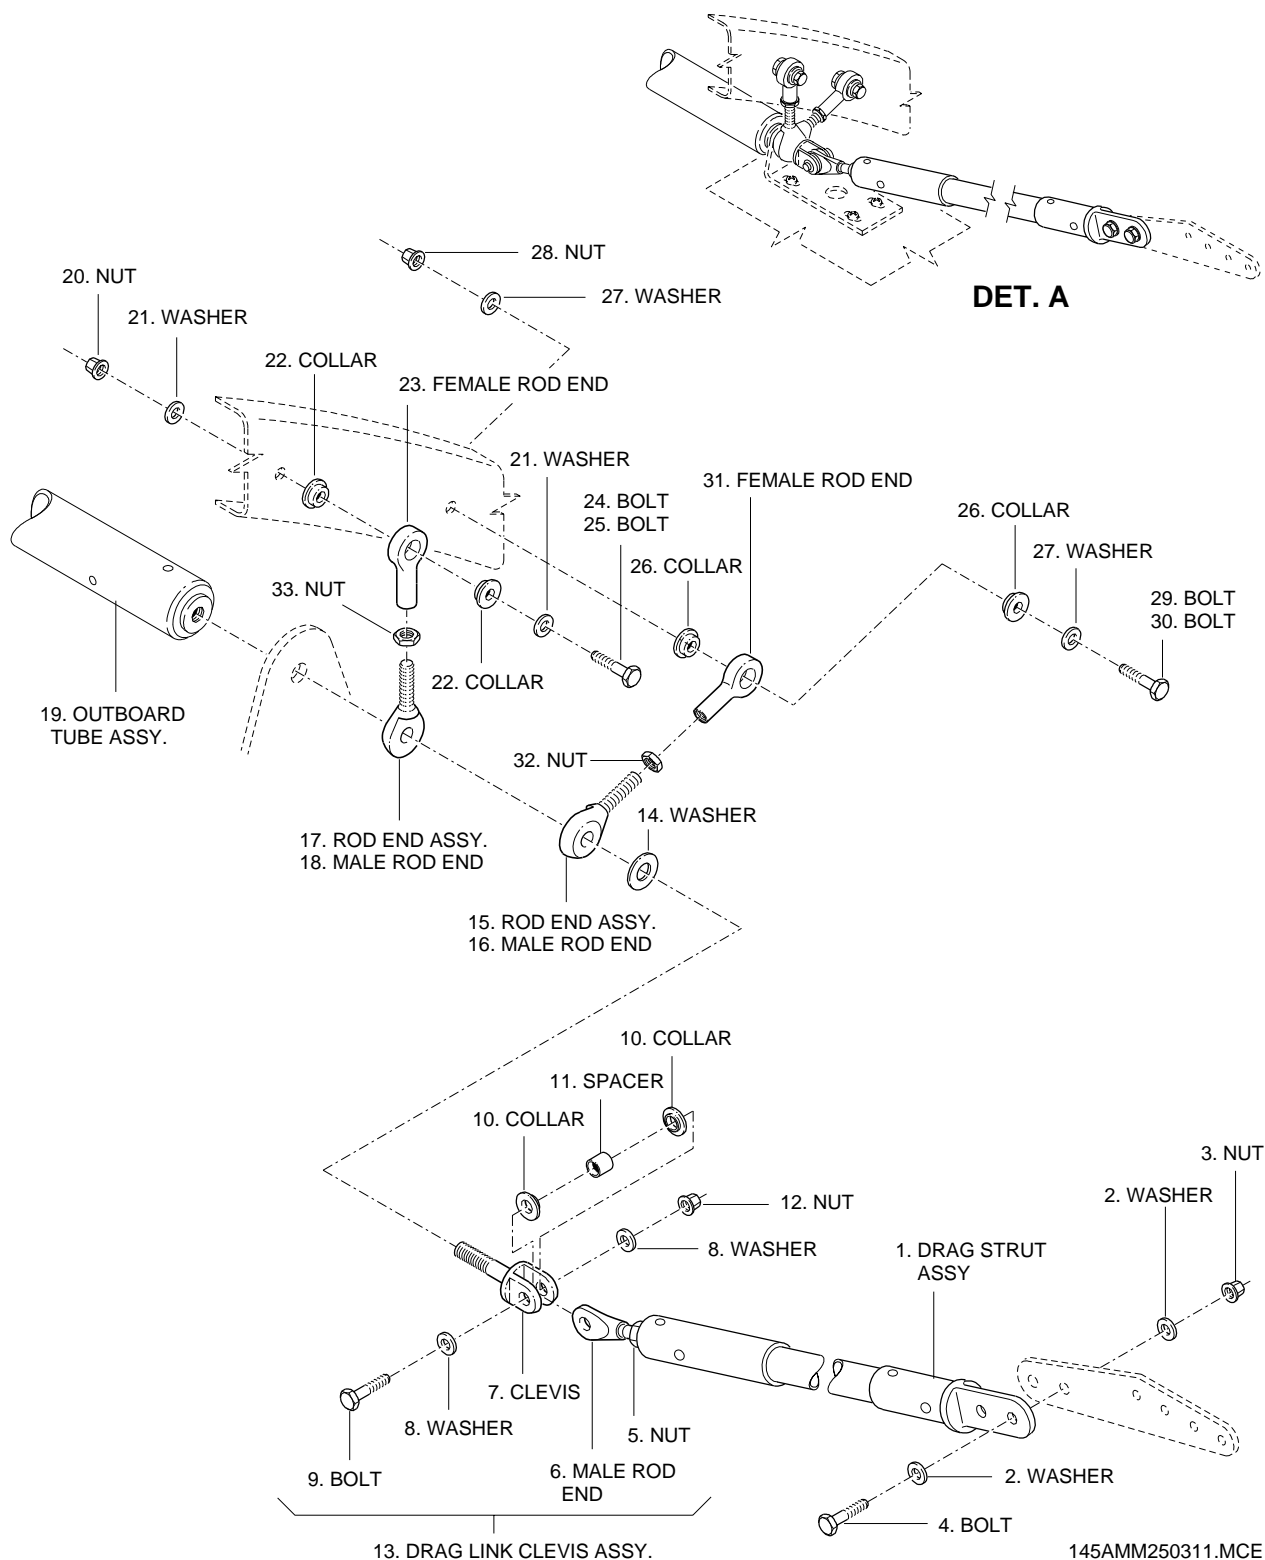 DET. A
28. NUT
20. NUT
27. WASHER
21. WASHER
22. COLLAR
23. FEMALE ROD END
21. WASHER
31. FEMALE ROD END
24. BOLT
25. BOLT
26. COLLAR
27. WASHER
26. COLLAR
33. NUT
29. BOLT
30. BOLT
22. COLLAR
19. OUTBOARD
TUBE ASSY.
32. NUT
14. WASHER
17. ROD END ASSY.
18. MALE ROD END
15. ROD END ASSY.
16. MALE ROD END
10. COLLAR
11. SPACER
10. COLLAR
3. NUT
2. WASHER
12. NUT
8. WASHER
1. DRAG STRUT
ASSY
7. CLEVIS
8. WASHER
5. NUT
9. BOLT
6. MALE ROD
END
2. WASHER
4. BOLT
13. DRAG LINK CLEVIS ASSY.
145AMM250311.MCE